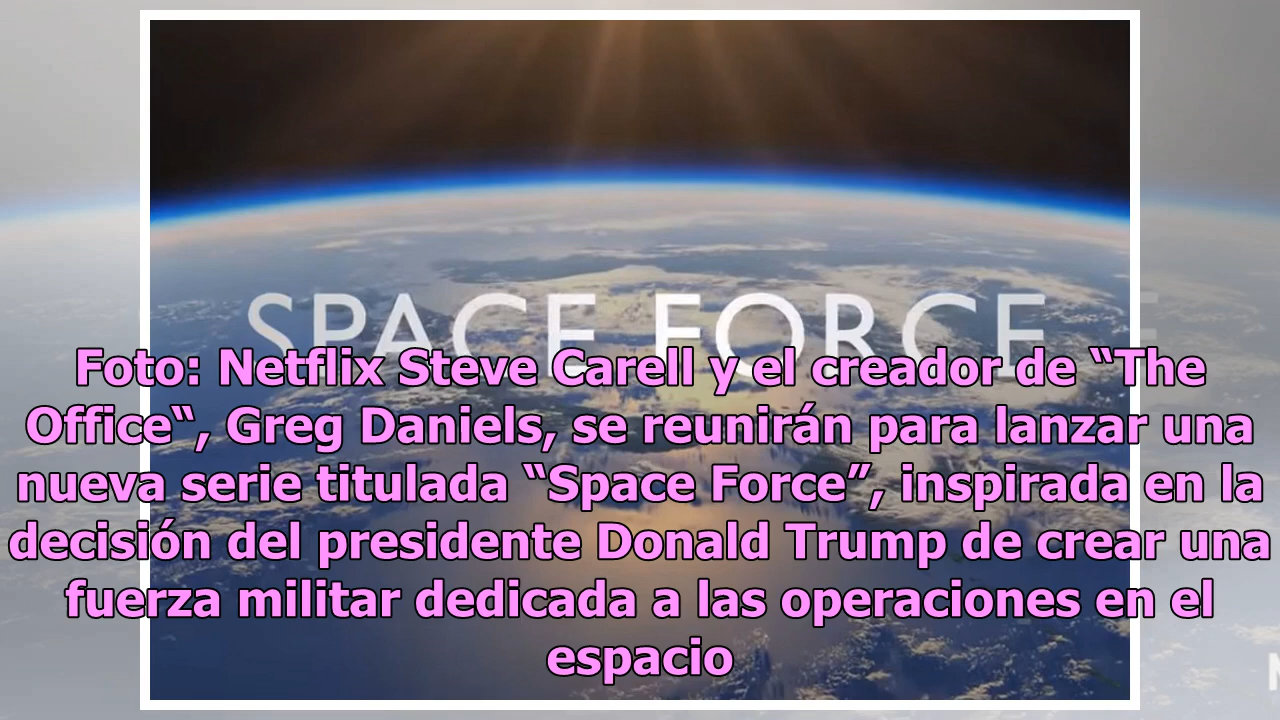 SPACE FORCE
Foto: Netflix Steve Carell y el creador de “The
Office“, Greg Daniels, se reunirán para lanzar una
nueva serie titulada “Space Force”, inspirada en la
decisión del presidente Donald Trump de crear una
fuerza militar dedicada a las operaciones en el
espacio